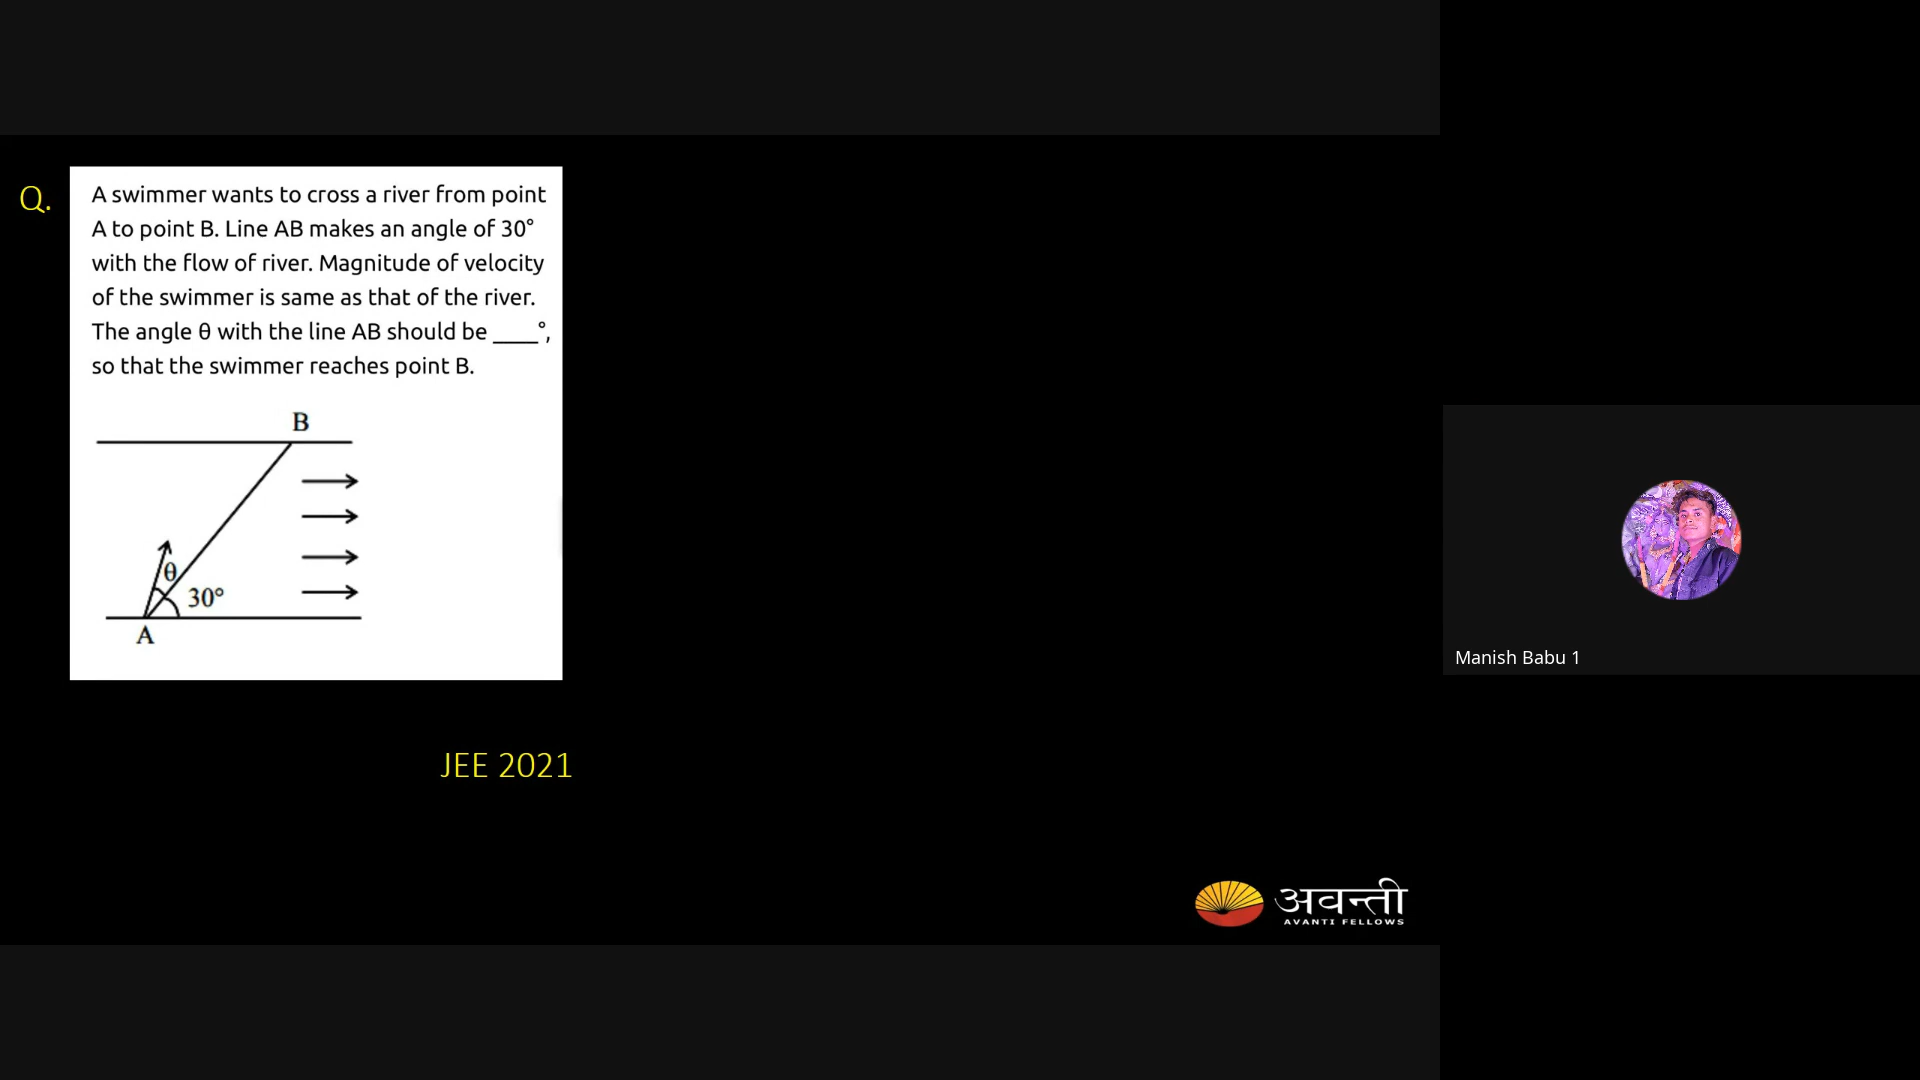 Q.
A swimmer wants to cross a river from point
A to point B. Line AB makes an angle of 30°
with the flow of river. Magnitude of velocity
of the swimmer is same as that of the river.
The angle θ with the line AB should be ____°,
so that the swimmer reaches point B.
B
θ
30°
A
JEE 2021
अवन्ती
AVANTI FELLOWS
Manish Babu 1